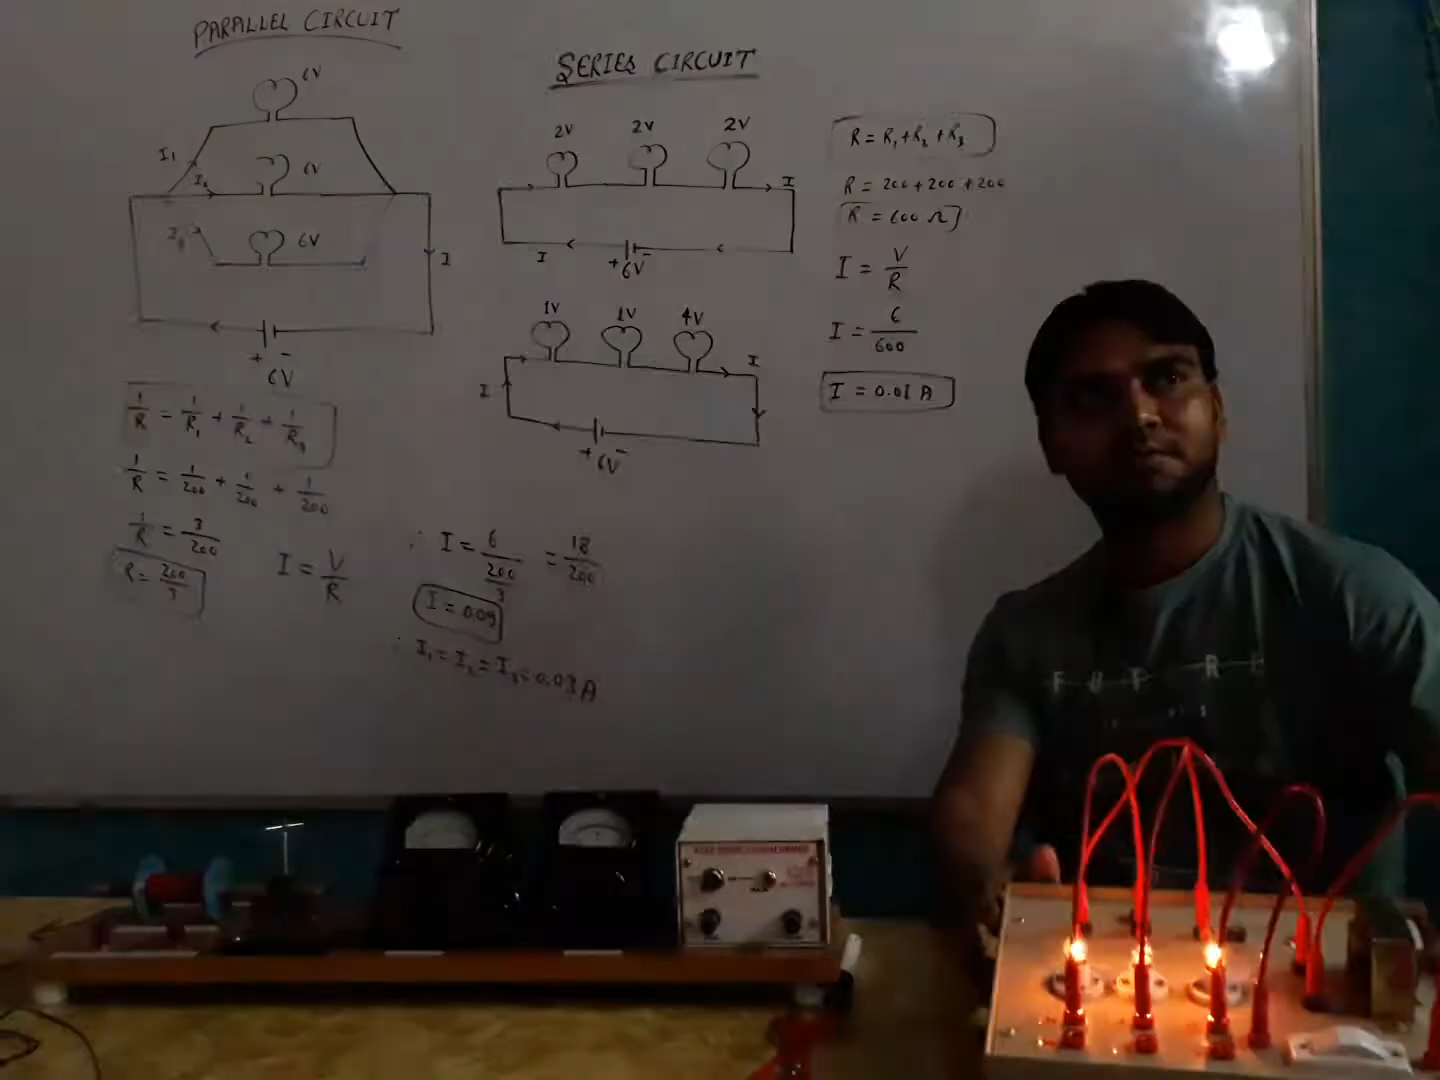 PARALLEL CIRCUIT
6V
I₁
I₂
6V
I₃
6V
I
+ -
6V
1/R = 1/R₁ + 1/R₂ + 1/R₃
1/R = 1/200 + 1/200 + 1/200
1/R = 3/200
R = 200/3
I = V/R
∴ I = 6/(200/3) = 18/200
I = 0.09
∴ I₁ = I₂ = I₃ = 0.03 A
SERIES CIRCUIT
2V 2V 2V
I
I
+ 6V -
1V 1V 4V
I
I
+ 6V -
R = R₁ + R₂ + R₃
R = 200 + 200 + 200
R = 600 Ω
I = V/R
I = 6/600
I = 0.01 A